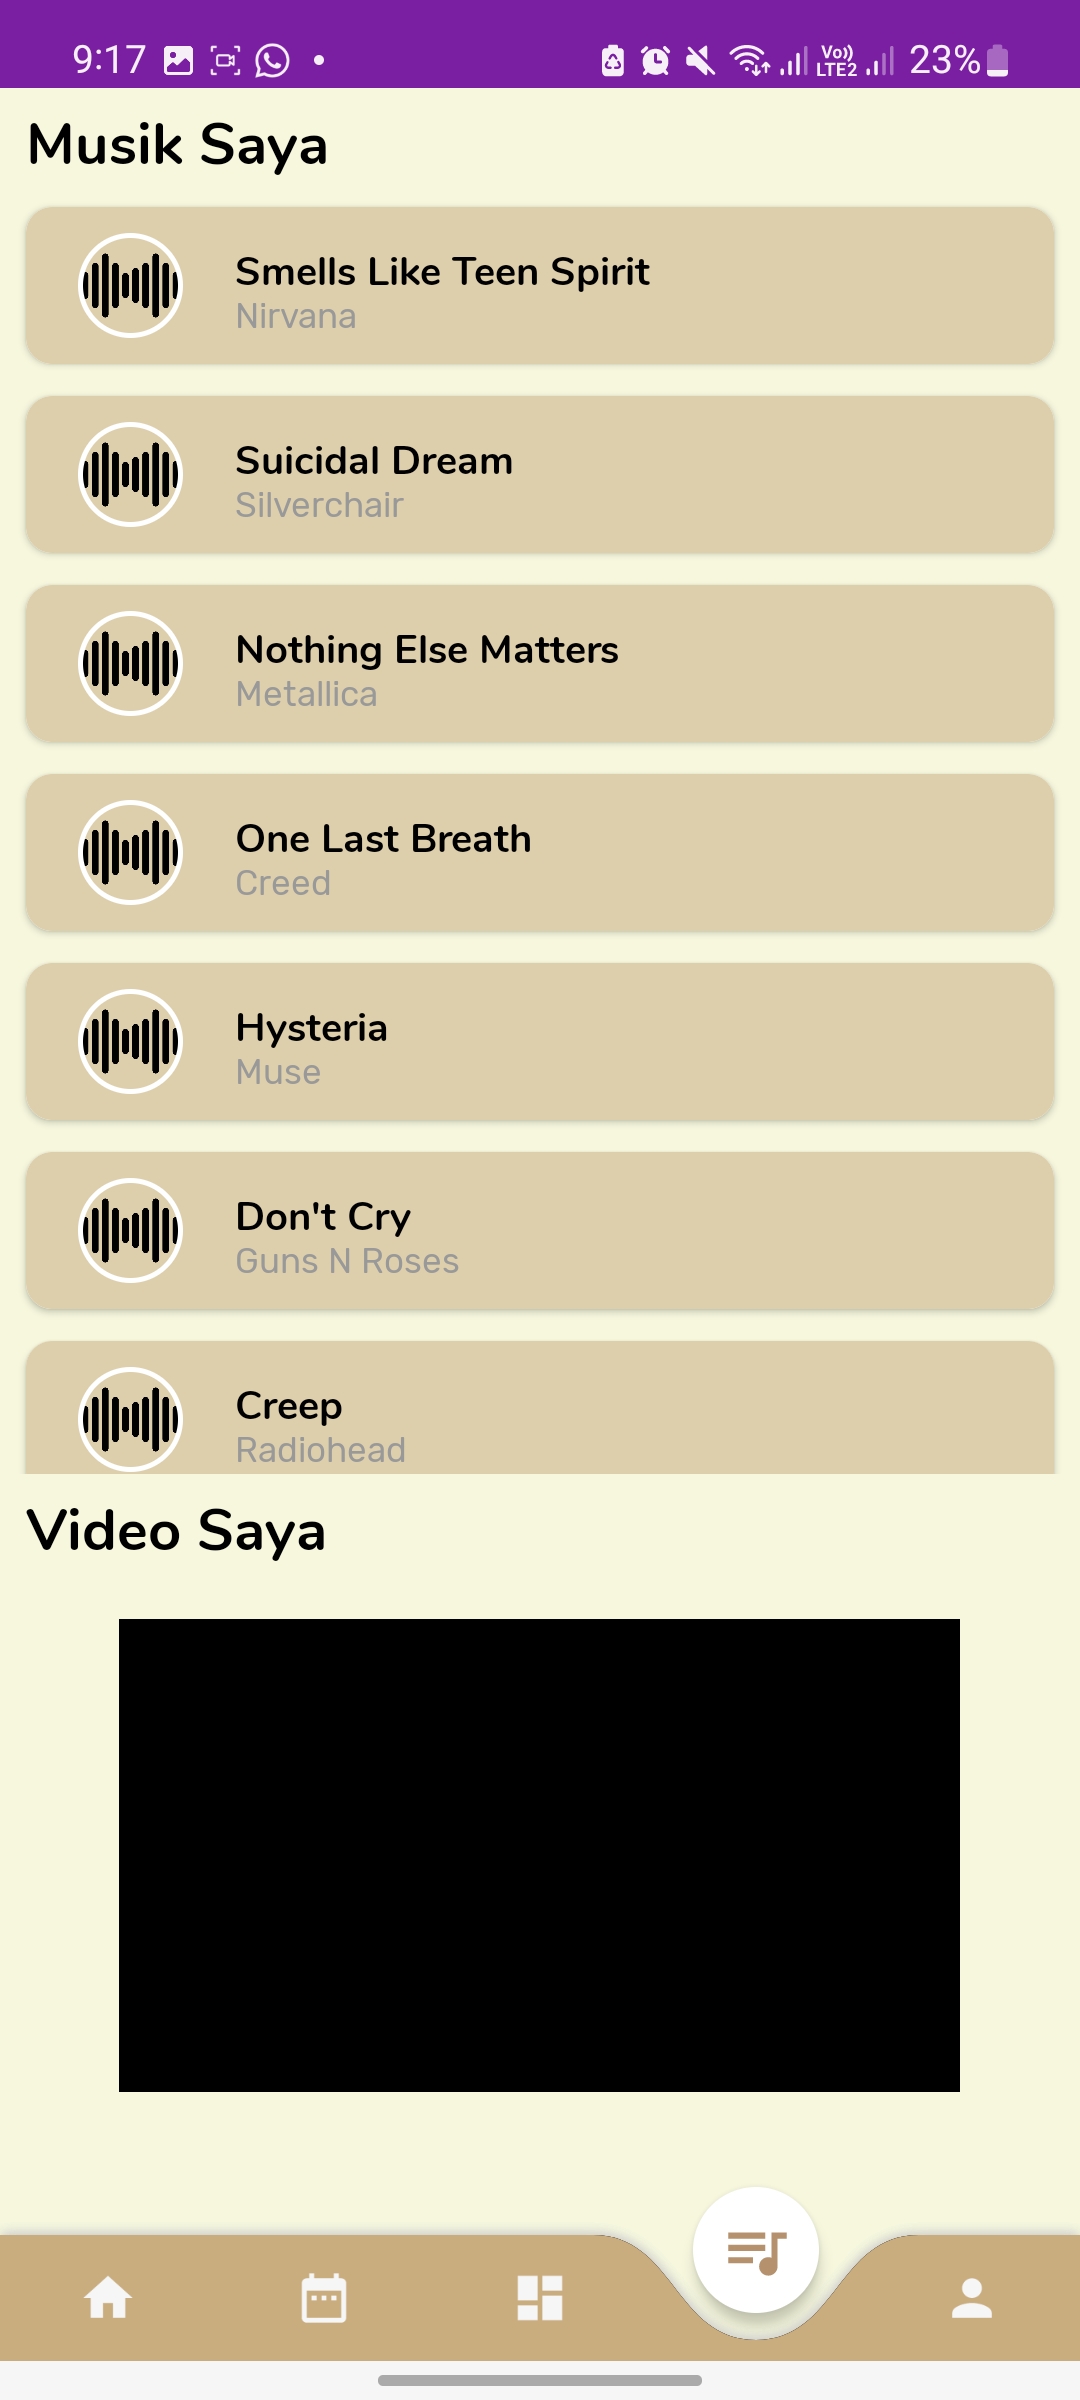 9:17
Vo)) LTE2 23%
Musik Saya
Smells Like Teen Spirit
Nirvana
Suicidal Dream
Silverchair
Nothing Else Matters
Metallica
One Last Breath
Creed
Hysteria
Muse
Don't Cry
Guns N Roses
Creep
Radiohead
Video Saya